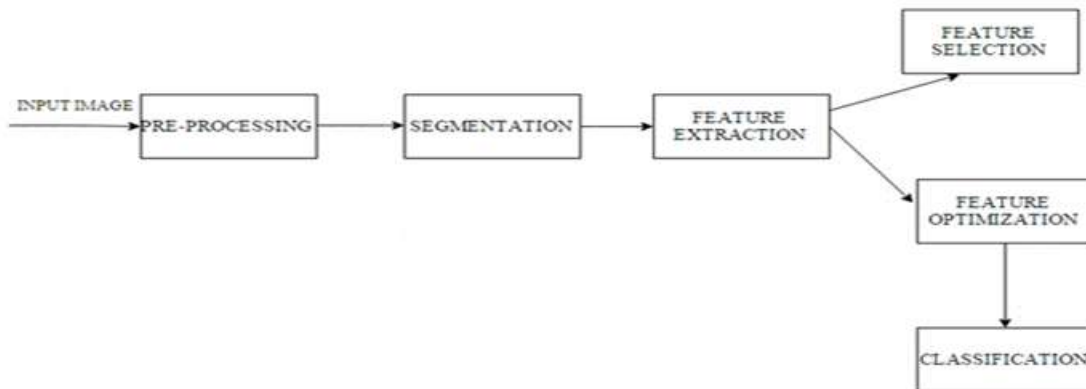 FEATURE
SELECTION
INPUT IMAGE
PRE-PROCESSING
SEGMENTATION
FEATURE
EXTRACTION
FEATURE
OPTIMIZATION
CLASSIFICATION